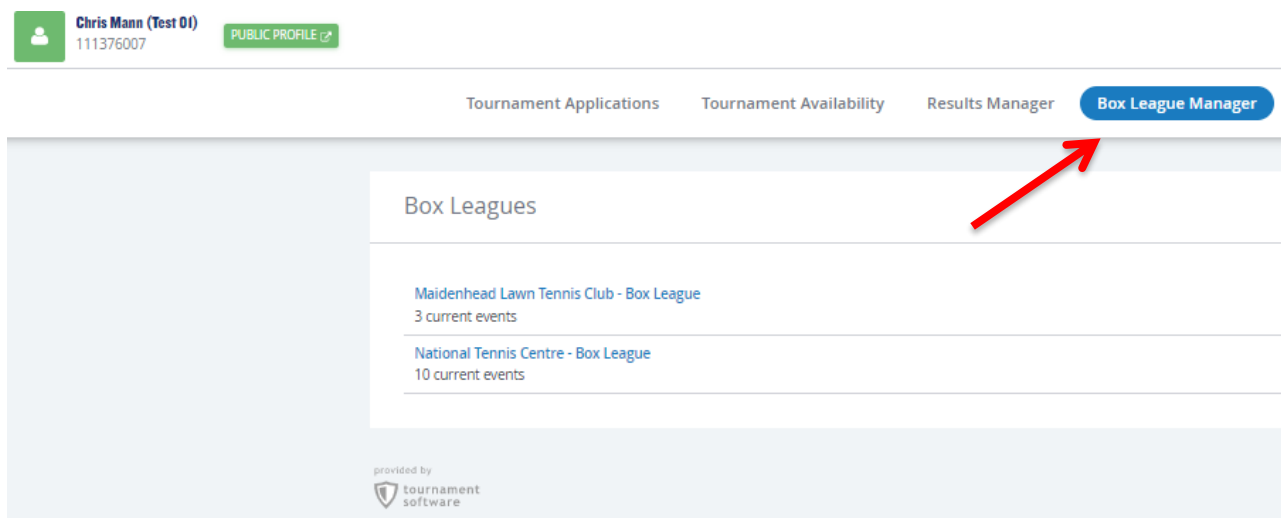 Chris Mann (Test 01)
111376007
PUBLIC PROFILE
Tournament Applications Tournament Availability Results Manager Box League Manager
Box Leagues
Maidenhead Lawn Tennis Club - Box League
3 current events
National Tennis Centre - Box League
10 current events
provided by
tournament
software